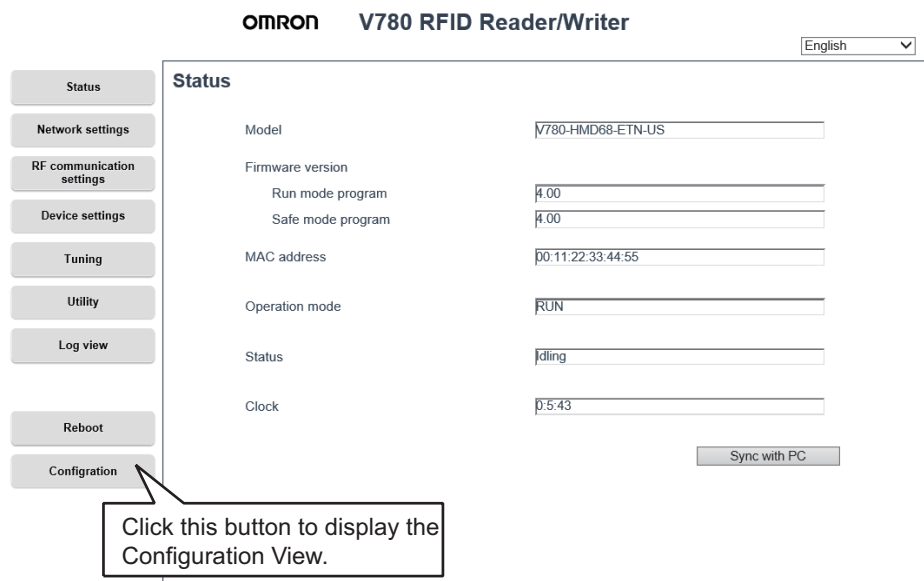 OMRON V780 RFID Reader/Writer
English
Status
Network settings
RF communication
settings
Device settings
Tuning
Utility
Log view
Reboot
Configration
Status
Model V780-HMD68-ETN-US
Firmware version
Run mode program 4.00
Safe mode program 4.00
MAC address 00:11:22:33:44:55
Operation mode RUN
Status Idling
Clock 0:5:43
Sync with PC
Click this button to display the
Configuration View.